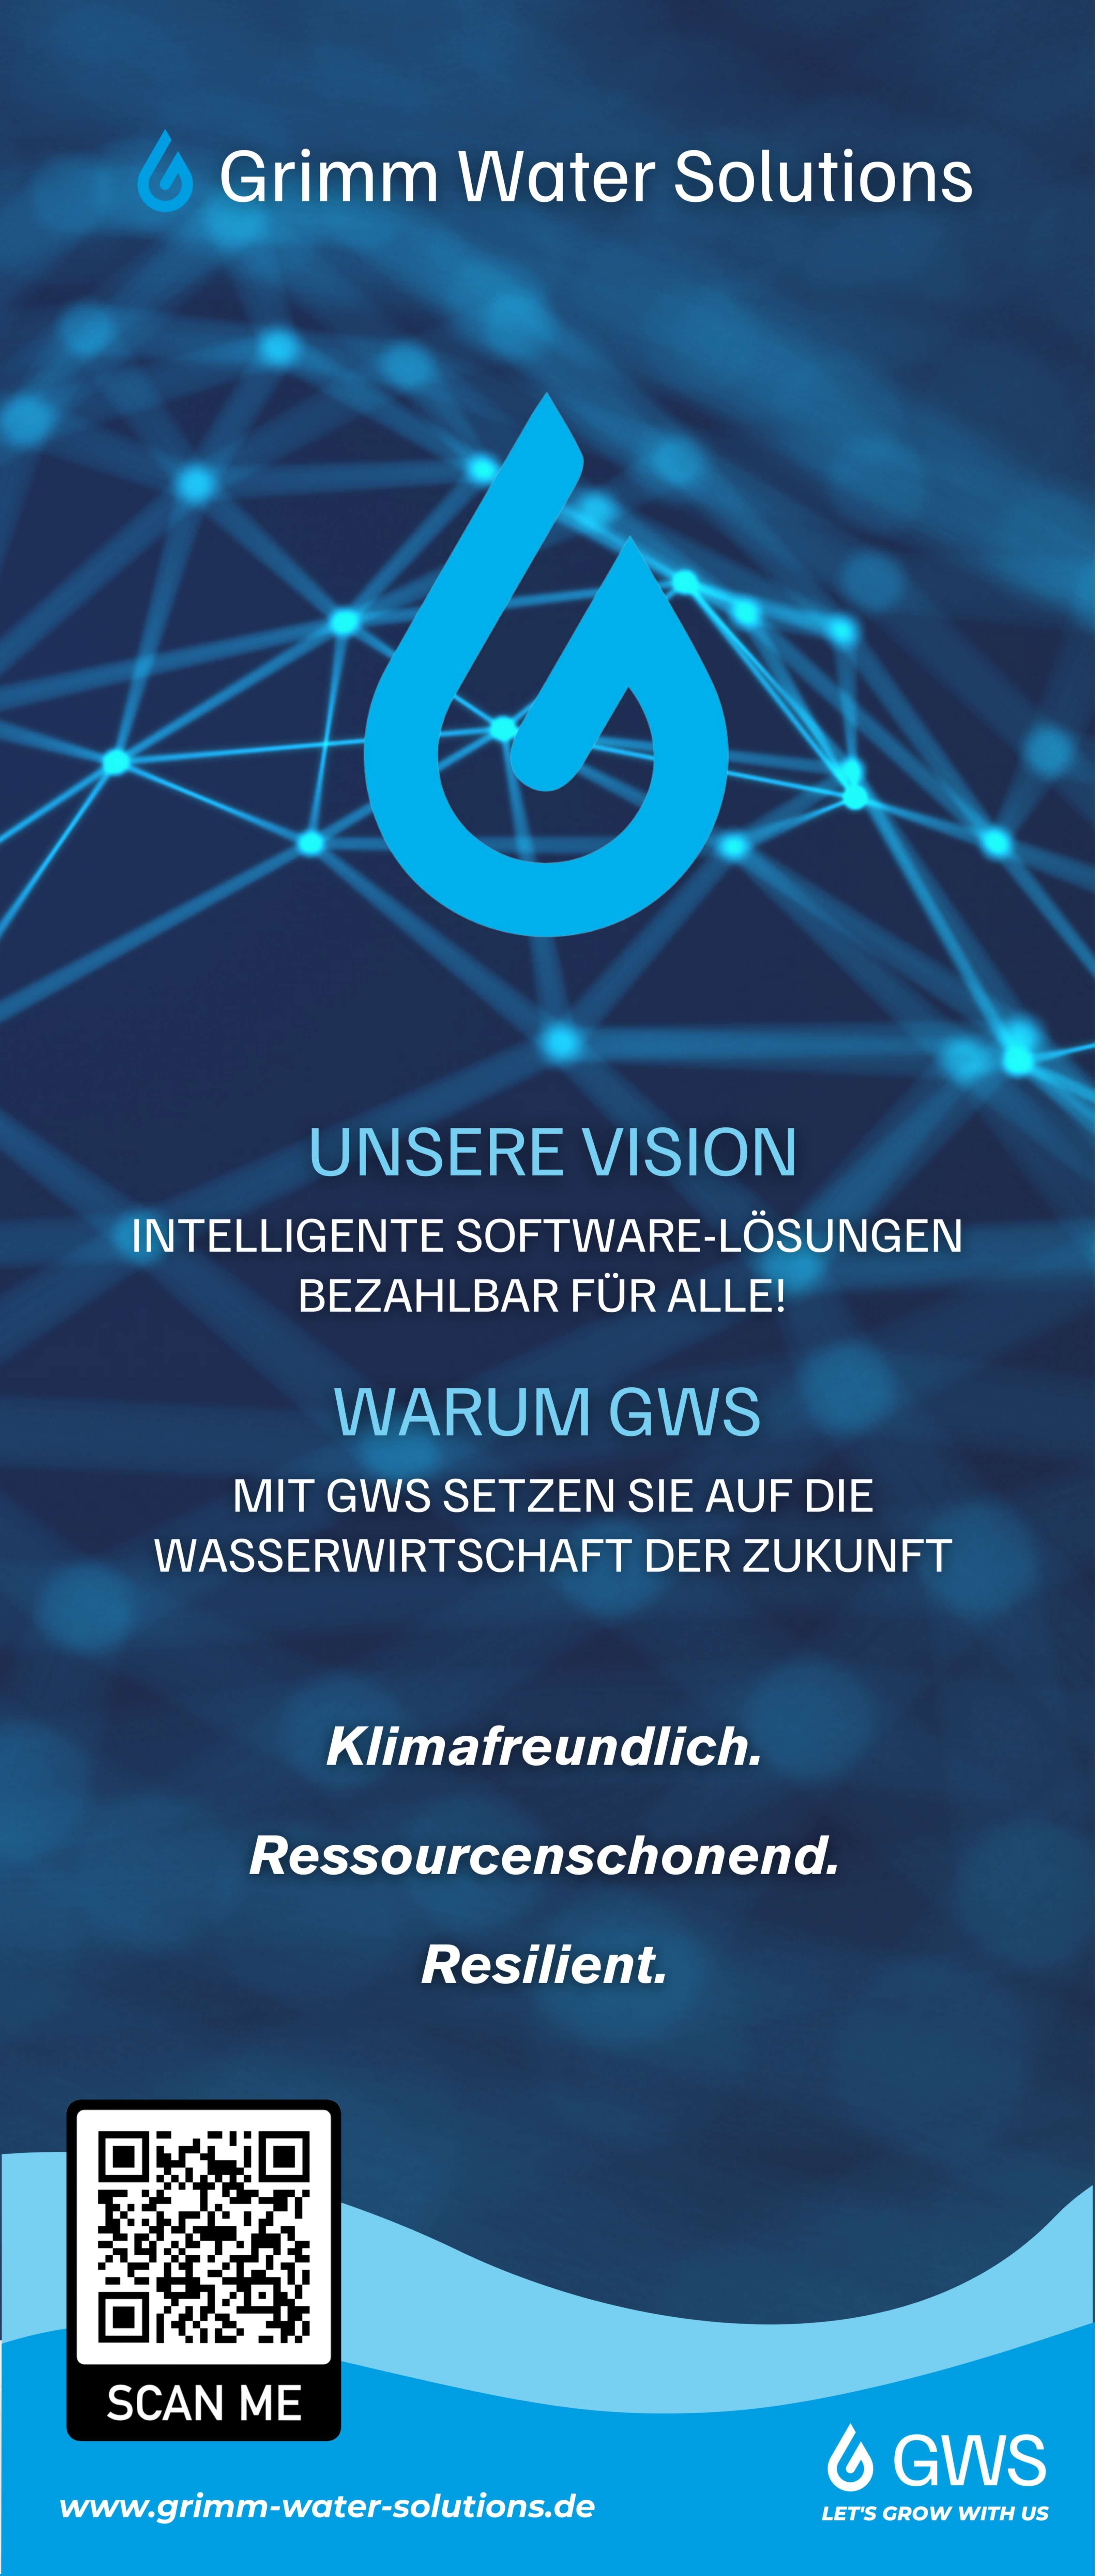 Grimm Water Solutions
UNSERE VISION
INTELLIGENTE SOFTWARE-LÖSUNGEN
BEZAHLBAR FÜR ALLE!
WARUM GWS
MIT GWS SETZEN SIE AUF DIE
WASSERWIRTSCHAFT DER ZUKUNFT
Klimafreundlich.
Ressourcenschonend.
Resilient.
SCAN ME
www.grimm-water-solutions.de
GWS
LET'S GROW WITH US